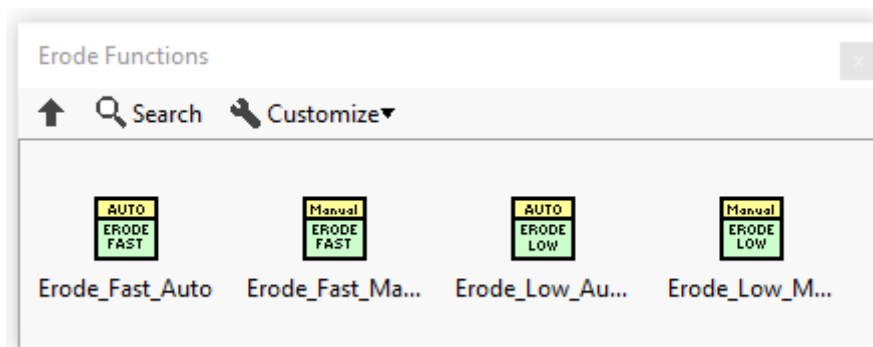 Erode Functions
x
Search Customize
AUTO Manual AUTO Manual
ERODE ERODE ERODE ERODE
FAST FAST LOW LOW
Erode_Fast_Auto Erode_Fast_Ma... Erode_Low_Au... Erode_Low_M...